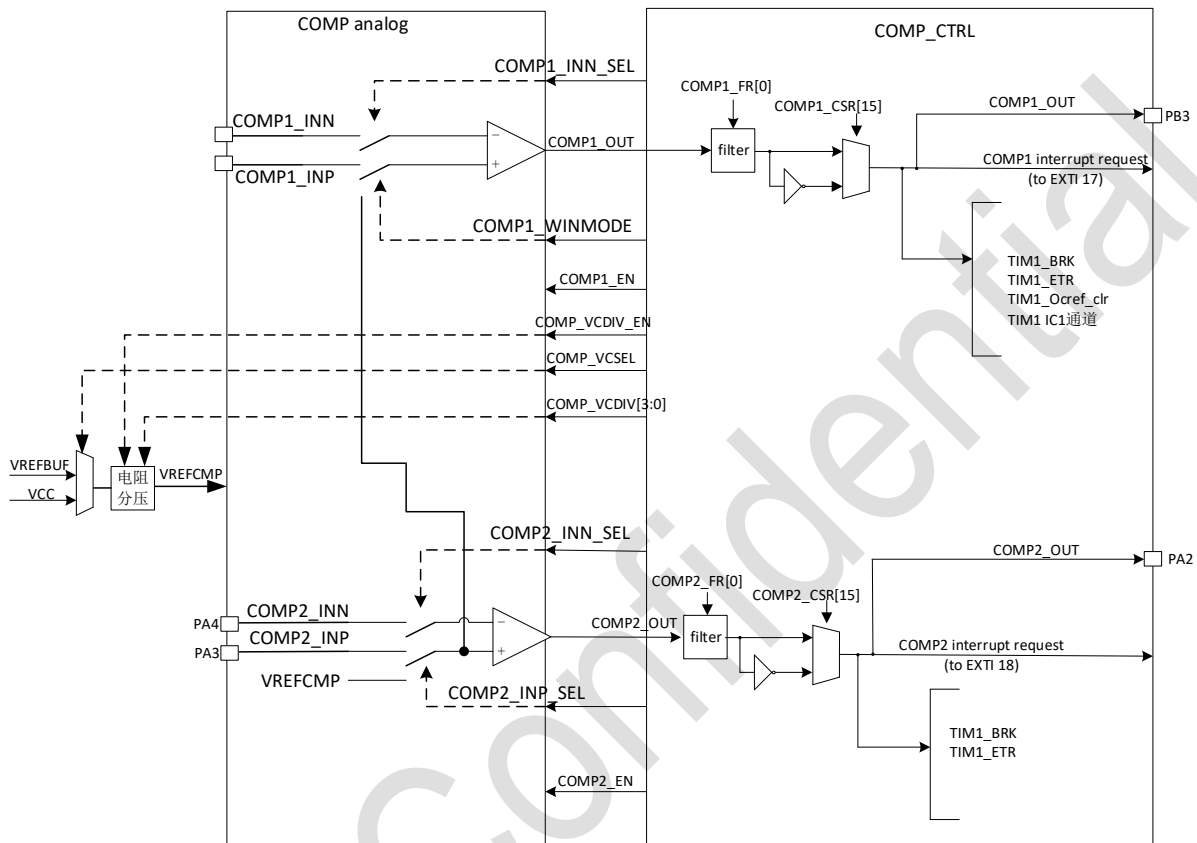 COMP analog
COMP_CTRL
COMP1_INN_SEL
COMP1_FR[0]
COMP1_CSR[15]
COMP1_OUT
PB3
COMP1_INN
COMP1_OUT
filter
COMP1 interrupt request
(to EXTI 17)
COMP1_INP
COMP1_WINMODE
TIM1_BRK
TIM1_ETR
TIM1_Ocref_clr
TIM1 IC1通道
COMP1_EN
COMP_VCDIV_EN
COMP_VCSEL
COMP_VCDIV[3:0]
VREFBUF
VCC
电阻
分压
VREFCMP
COMP2_INN_SEL
COMP2_OUT
PA2
COMP2_FR[0]
COMP2_CSR[15]
PA4
COMP2_INN
COMP2_OUT
filter
COMP2 interrupt request
(to EXTI 18)
PA3
COMP2_INP
VREFCMP
COMP2_INP_SEL
TIM1_BRK
TIM1_ETR
COMP2_EN
Confidential